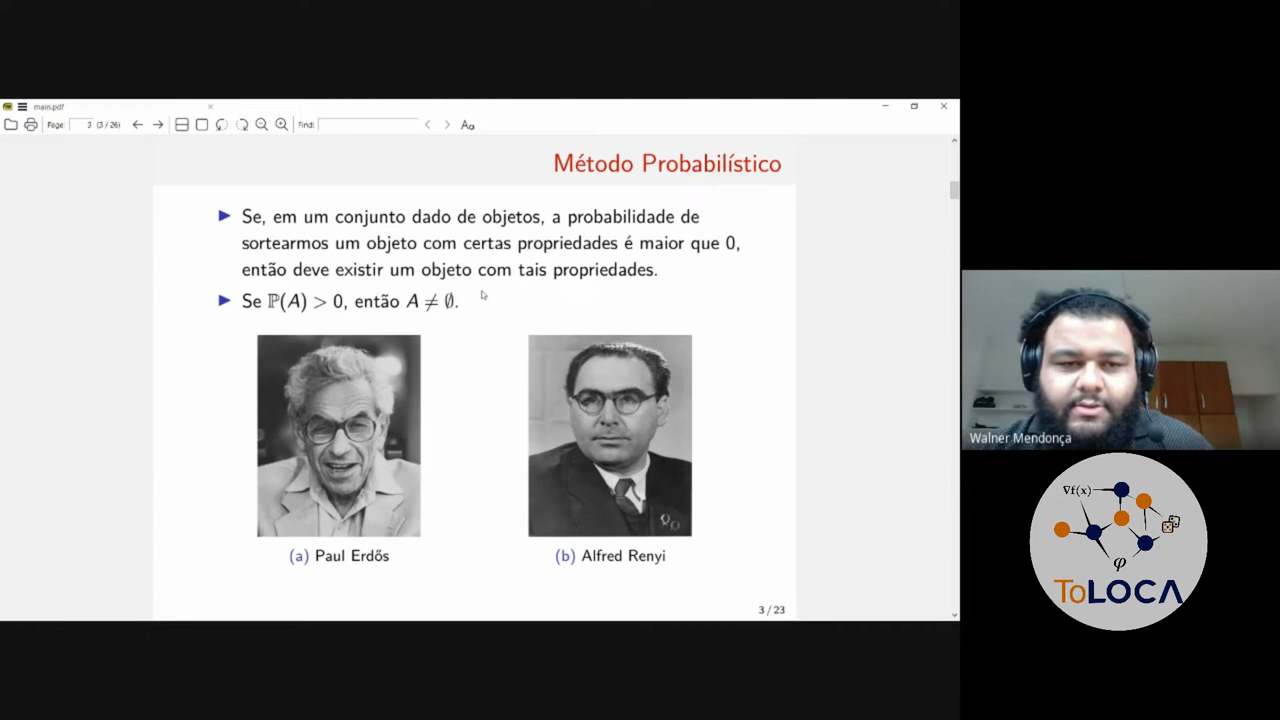 main.pdf
Page: 3 (3 / 26) Find: Aa
Método Probabilístico
Se, em um conjunto dado de objetos, a probabilidade de
sortearmos um objeto com certas propriedades é maior que 0,
então deve existir um objeto com tais propriedades.
Se ℙ(A) > 0, então A ≠ ∅.
(a) Paul Erdős
(b) Alfred Renyi
3 / 23
Walner Mendonça
∇f(x)
φ
ToLOCA